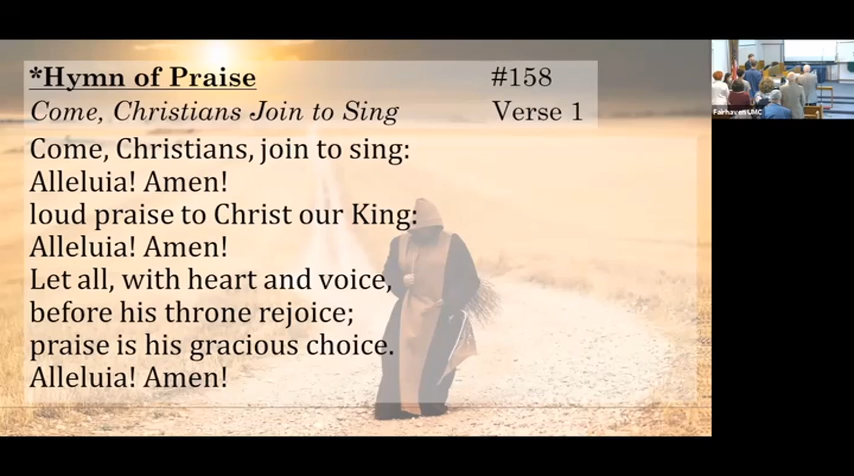 *Hymn of Praise #158
Come, Christians Join to Sing Verse 1
Come, Christians, join to sing:
Alleluia! Amen!
loud praise to Christ our King:
Alleluia! Amen!
Let all, with heart and voice,
before his throne rejoice;
praise is his gracious choice.
Alleluia! Amen!
Fairhaven UMC